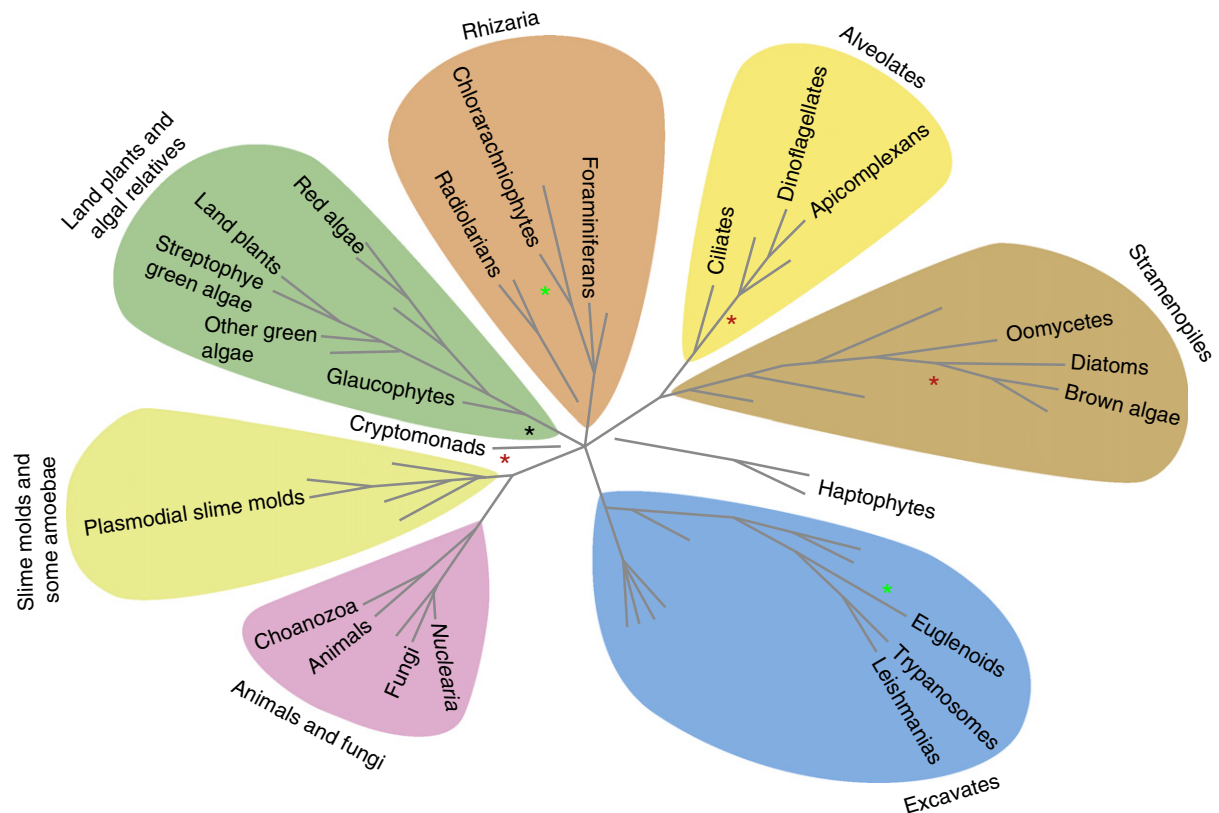 Rhizaria
Chlorarachniophytes
Radiolarians
Foraminiferans
*
Alveolates
Dinoflagellates
Apicomplexans
Ciliates
*
Stramenopiles
Oomycetes
Diatoms
Brown algae
*
Haptophytes
Excavates
Euglenoids
Trypanosomes
Leishmanias
*
Animals and fungi
Choanozoa
Animals
Fungi
Nuclearia
Slime molds and
some amoebae
Plasmodial slime molds
Cryptomonads
*
Land plants and
algal relatives
Red algae
Land plants
Streptophye
green algae
Other green
algae
Glaucophytes
*